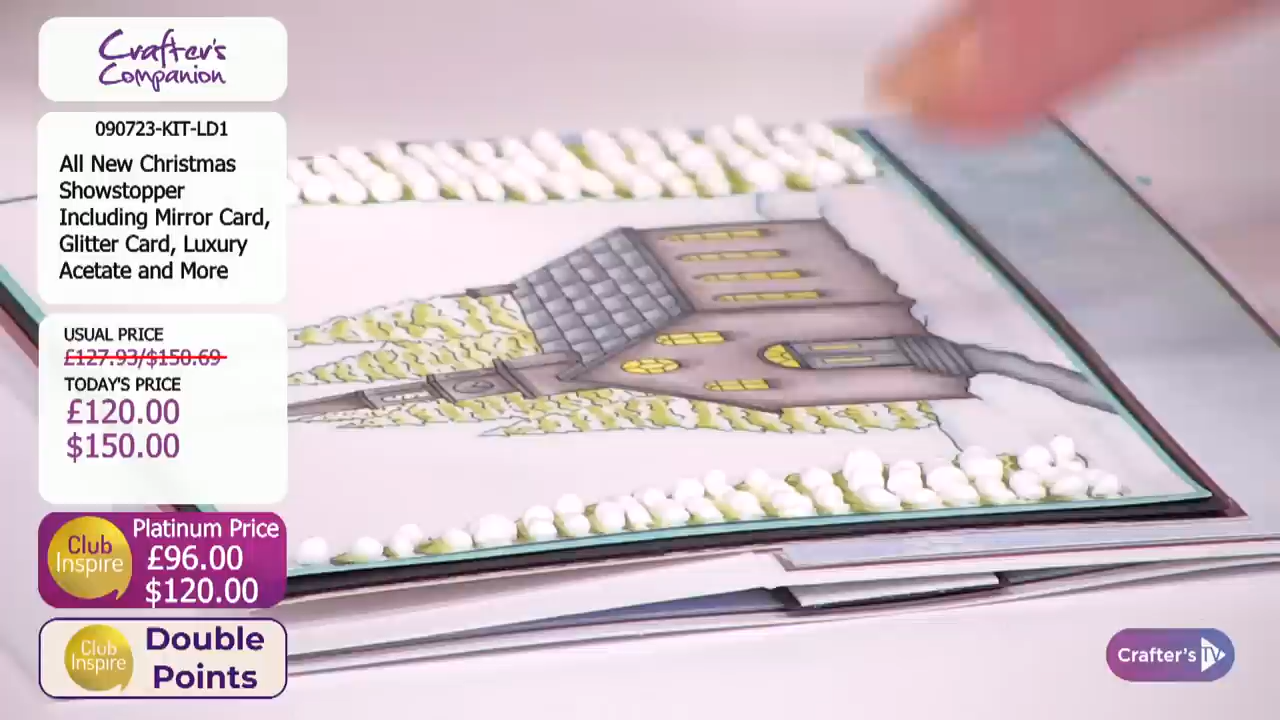 Crafter's
Companion
090723-KIT-LD1
All New Christmas
Showstopper
Including Mirror Card,
Glitter Card, Luxury
Acetate and More
USUAL PRICE
£127.93/$150.69
TODAY'S PRICE
£120.00
$150.00
Club
Inspire
Platinum Price
£96.00
$120.00
Club
Inspire
Double
Points
Crafter's TV